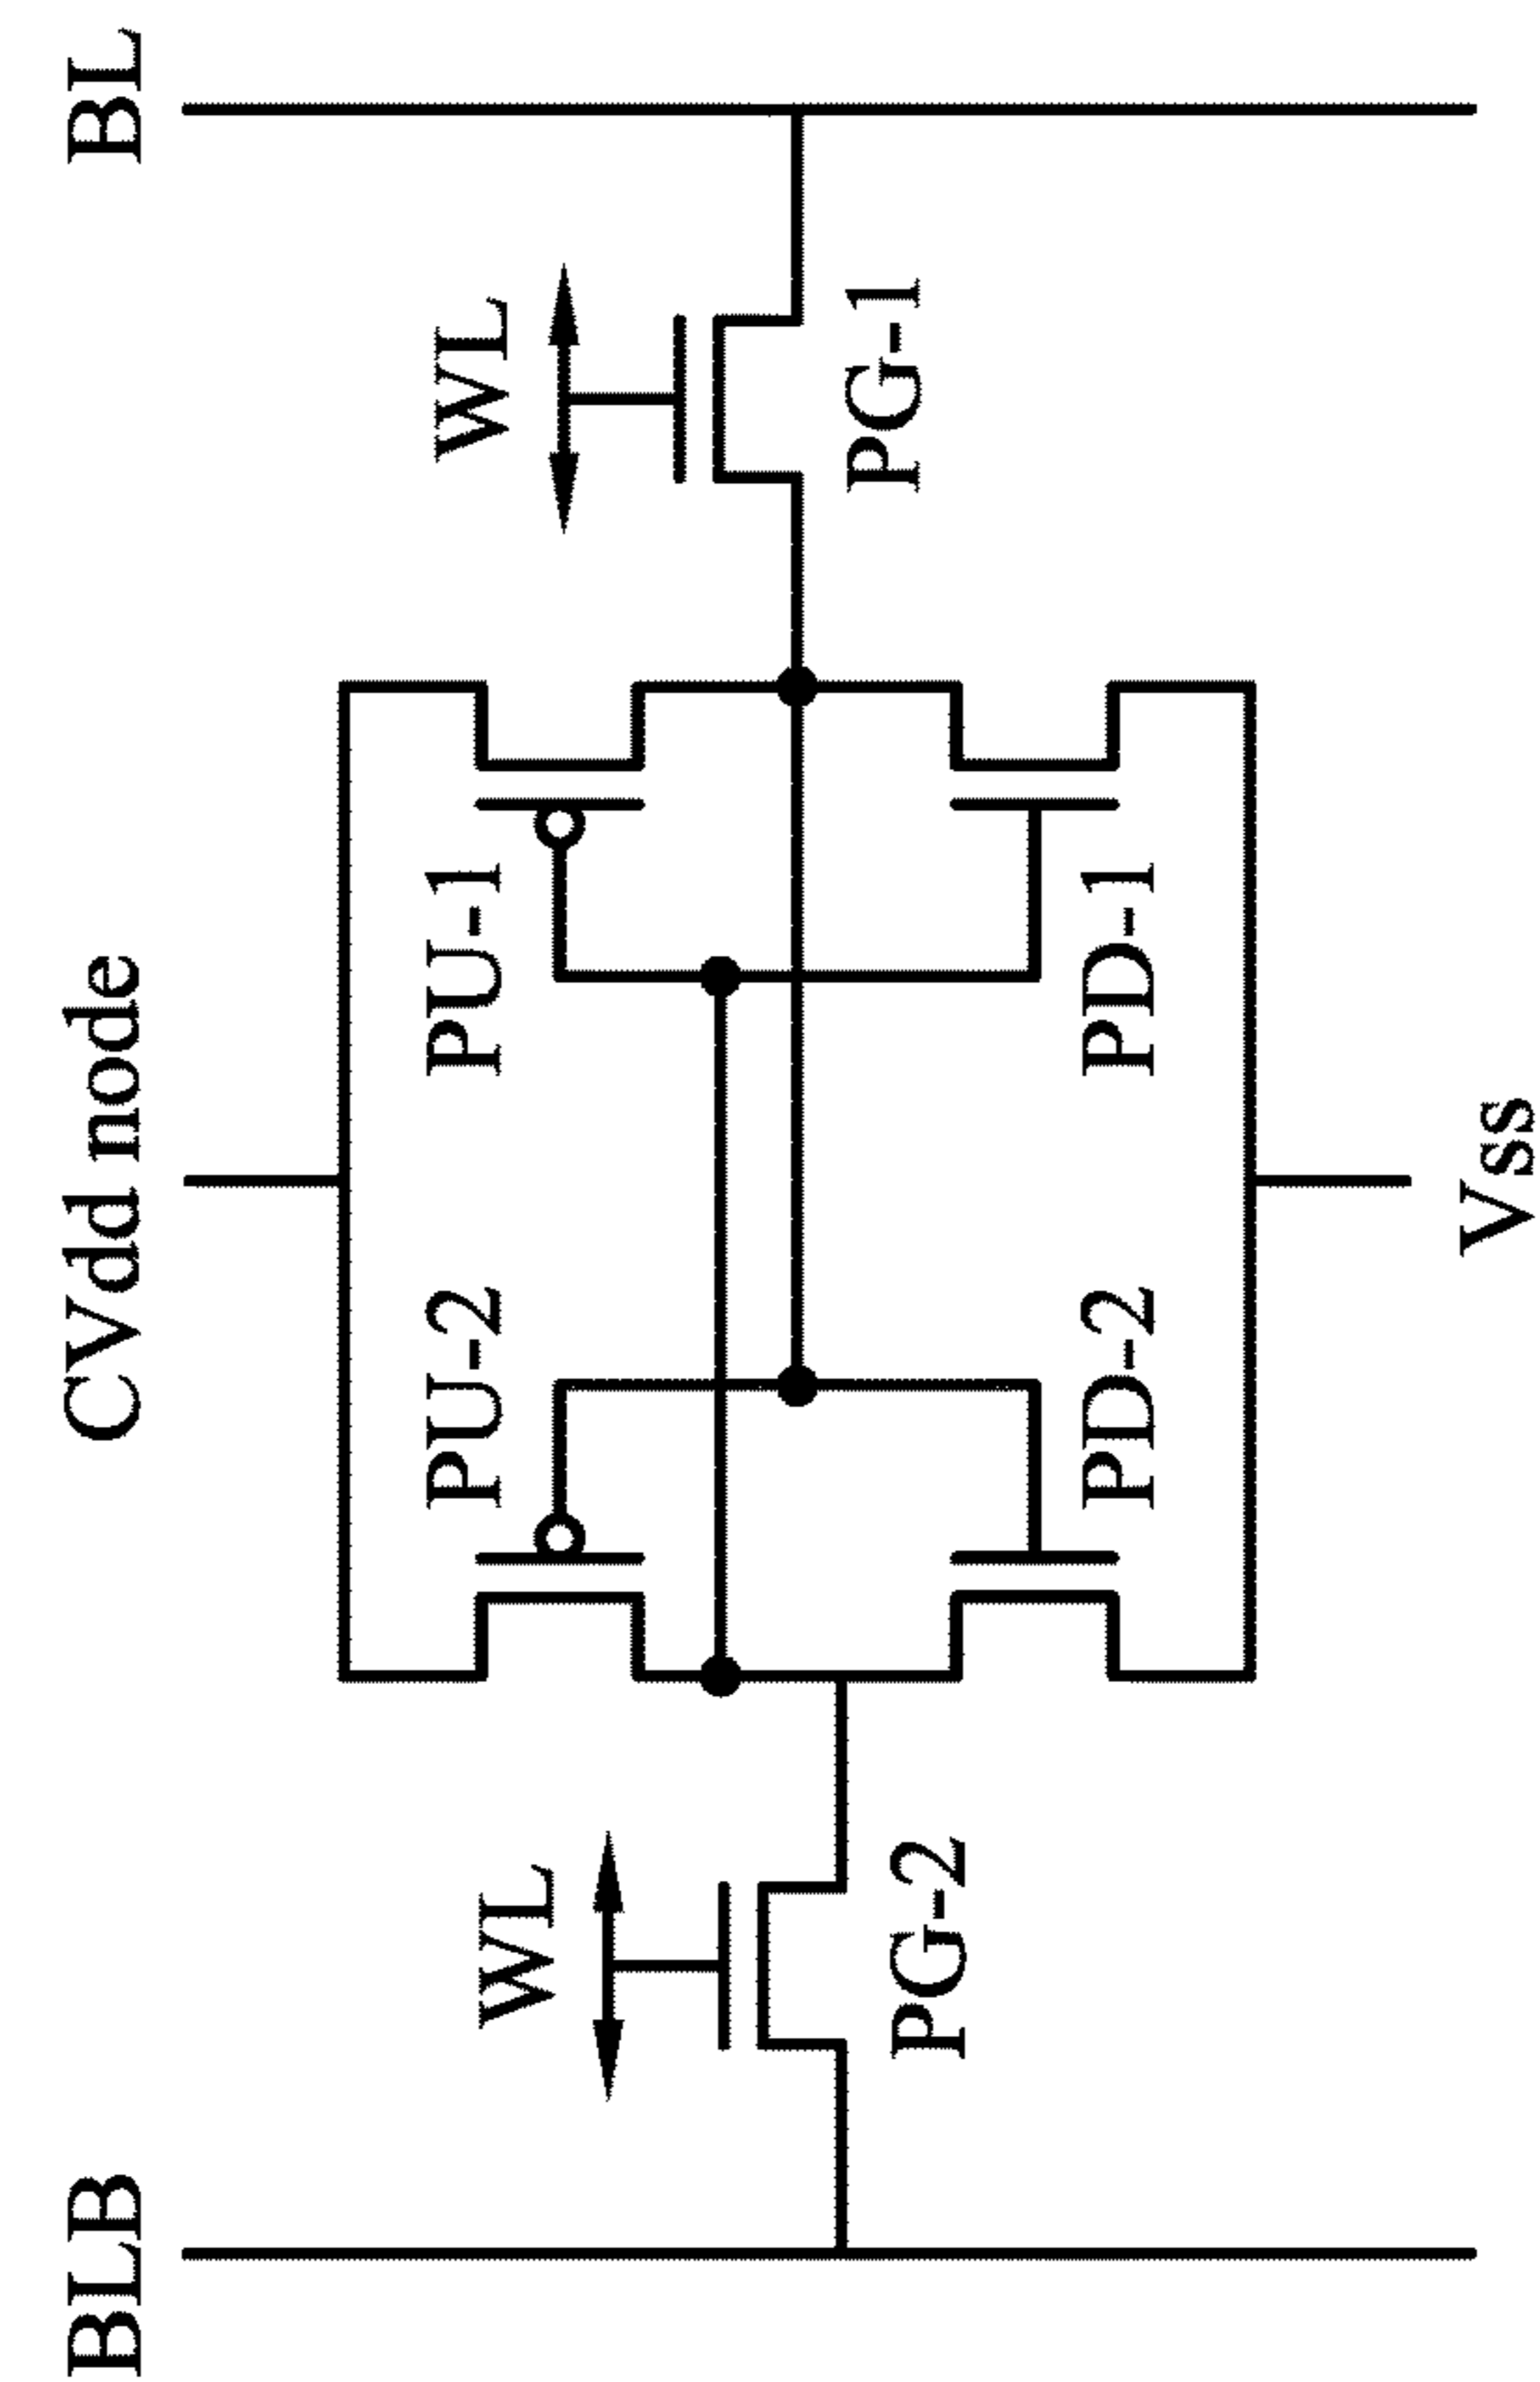 BLB
CVdd node
BL
WL
PU-2
PU-1
WL
PG-2
PG-1
PD-2
PD-1
Vss